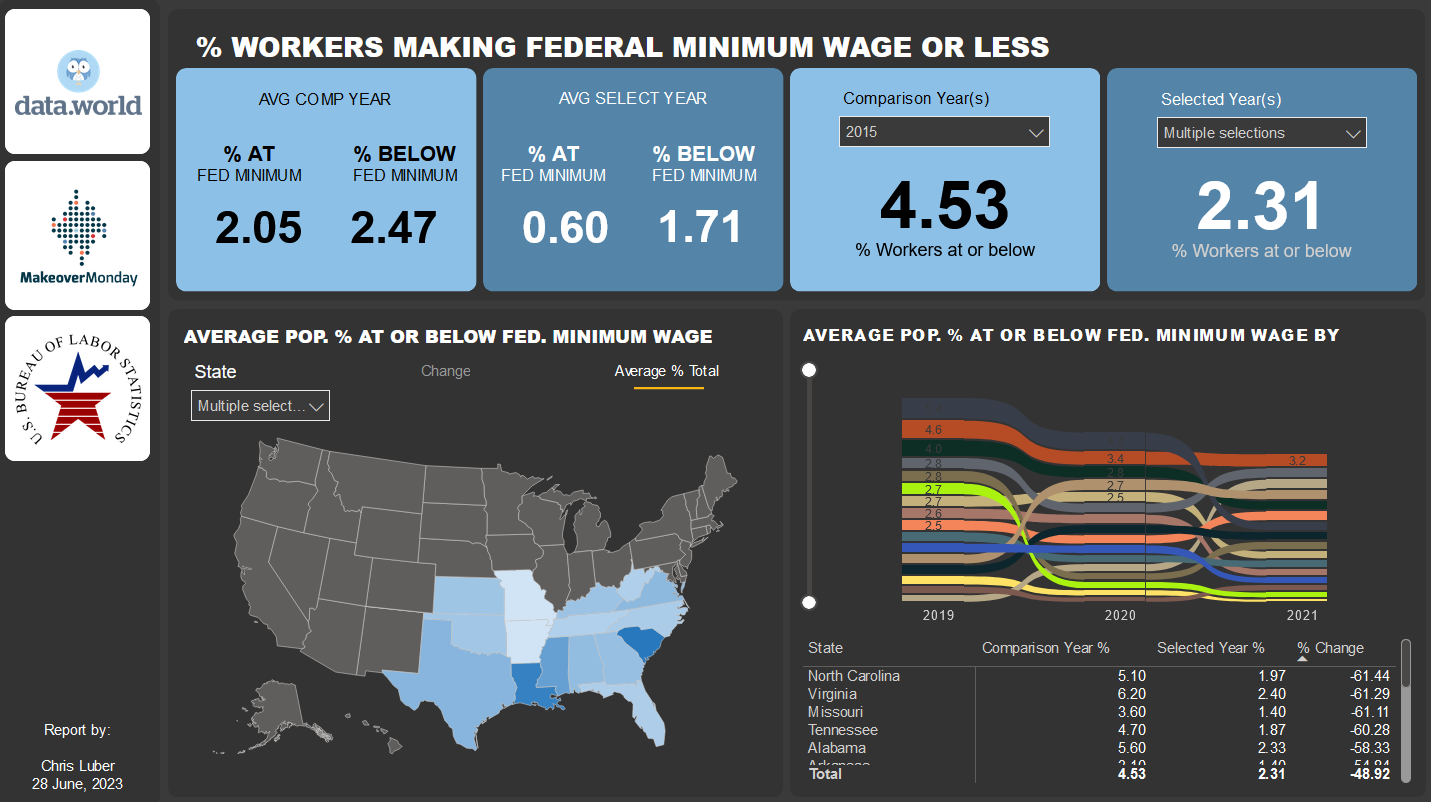 data.world
MakeoverMonday
U.S. BUREAU OF LABOR STATISTICS
Report by:
Chris Luber
28 June, 2023
% WORKERS MAKING FEDERAL MINIMUM WAGE OR LESS
AVG COMP YEAR
% AT
FED MINIMUM
2.05
% BELOW
FED MINIMUM
2.47
AVG SELECT YEAR
% AT
FED MINIMUM
0.60
% BELOW
FED MINIMUM
1.71
Comparison Year(s)
2015
4.53
% Workers at or below
Selected Year(s)
Multiple selections
2.31
% Workers at or below
AVERAGE POP. % AT OR BELOW FED. MINIMUM WAGE
State
Multiple select...
Change
Average % Total
AVERAGE POP. % AT OR BELOW FED. MINIMUM WAGE BY
4.6
4.0
2.8
2.8
2.7
2.7
2.6
2.5
3.4
2.8
2.7
2.5
3.2
2019 2020 2021
State Comparison Year % Selected Year % % Change
North Carolina 5.10 1.97 -61.44
Virginia 6.20 2.40 -61.29
Missouri 3.60 1.40 -61.11
Tennessee 4.70 1.87 -60.28
Alabama 5.60 2.33 -58.33
Total 4.53 2.31 -48.92